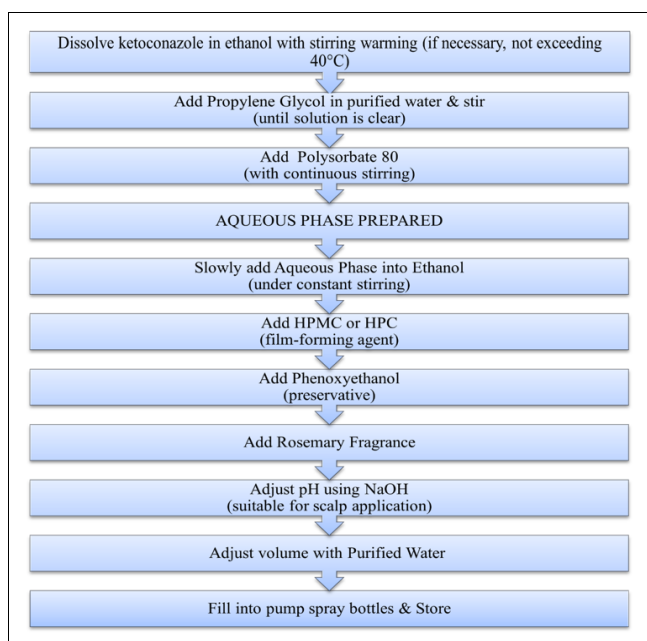 Dissolve ketoconazole in ethanol with stirring warming (if necessary, not exceeding
40°C)
Add Propylene Glycol in purified water & stir
(until solution is clear)
Add Polysorbate 80
(with continuous stirring)
AQUEOUS PHASE PREPARED
Slowly add Aqueous Phase into Ethanol
(under constant stirring)
Add HPMC or HPC
(film-forming agent)
Add Phenoxyethanol
(preservative)
Add Rosemary Fragrance
Adjust pH using NaOH
(suitable for scalp application)
Adjust volume with Purified Water
Fill into pump spray bottles & Store